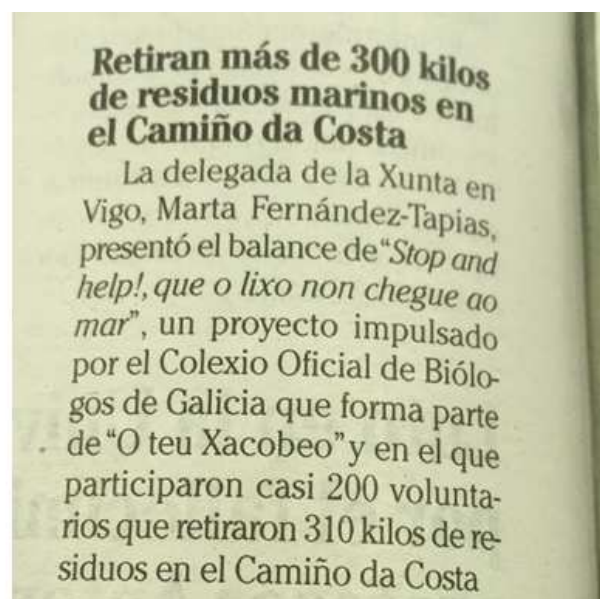 Retiran más de 300 kilos
de residuos marinos en
el Camiño da Costa
La delegada de la Xunta en
Vigo, Marta Fernández-Tapias,
presentó el balance de “Stop and
help!, que o lixo non chegue ao
mar”, un proyecto impulsado
por el Colexio Oficial de Biólo-
gos de Galicia que forma parte
de “O teu Xacobeo” y en el que
participaron casi 200 volunta-
rios que retiraron 310 kilos de re-
siduos en el Camiño da Costa